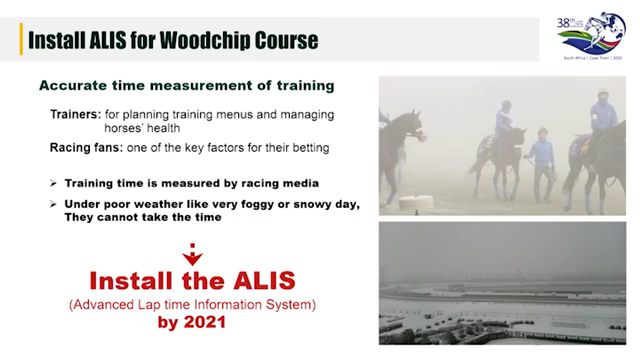 Install ALIS for Woodchip Course
38th
South Africa | Cape Town | 2020
Accurate time measurement of training
Trainers: for planning training menus and managing
horses' health
Racing fans: one of the key factors for their betting
➢ Training time is measured by racing media
➢ Under poor weather like very foggy or snowy day,
They cannot take the time
Install the ALIS
(Advanced Lap time Information System)
by 2021